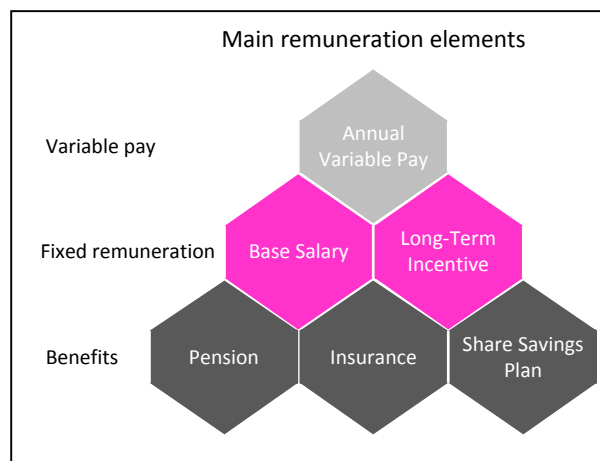 Main remuneration elements
Variable pay
Annual
Variable Pay
Fixed remuneration
Base Salary
Long-Term
Incentive
Benefits
Pension
Insurance
Share Savings
Plan